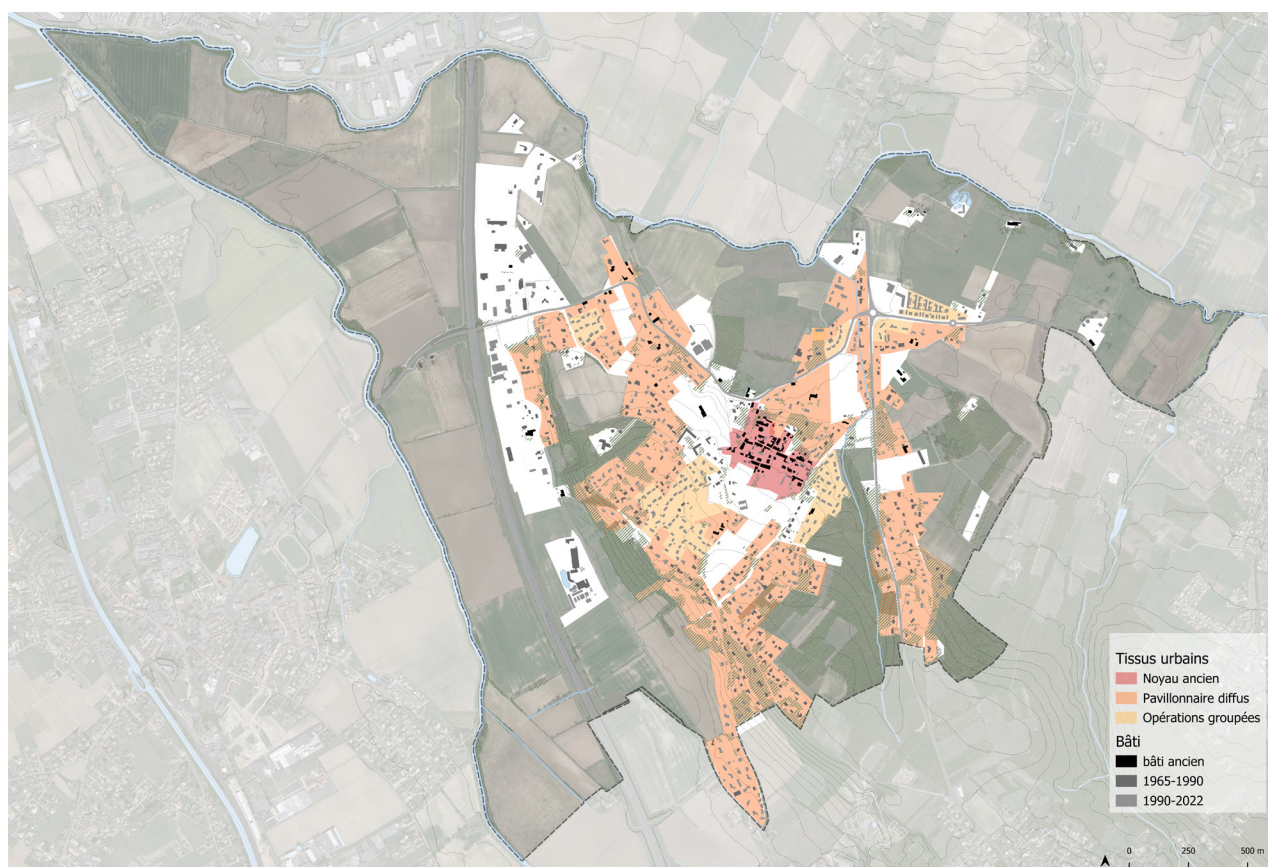 Tissus urbains
Noyau ancien
Pavillonnaire diffus
Opérations groupées
Bâti
bâti ancien
1965-1990
1990-2022
0 250 500 m